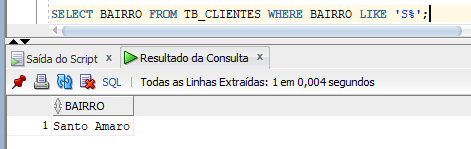 SELECT BAIRRO FROM TB_CLIENTES WHERE BAIRRO LIKE 'S%';
Saída do Script x Resultado da Consulta x
SQL | Todas as Linhas Extraídas: 1 em 0,004 segundos
BAIRRO
1 Santo Amaro